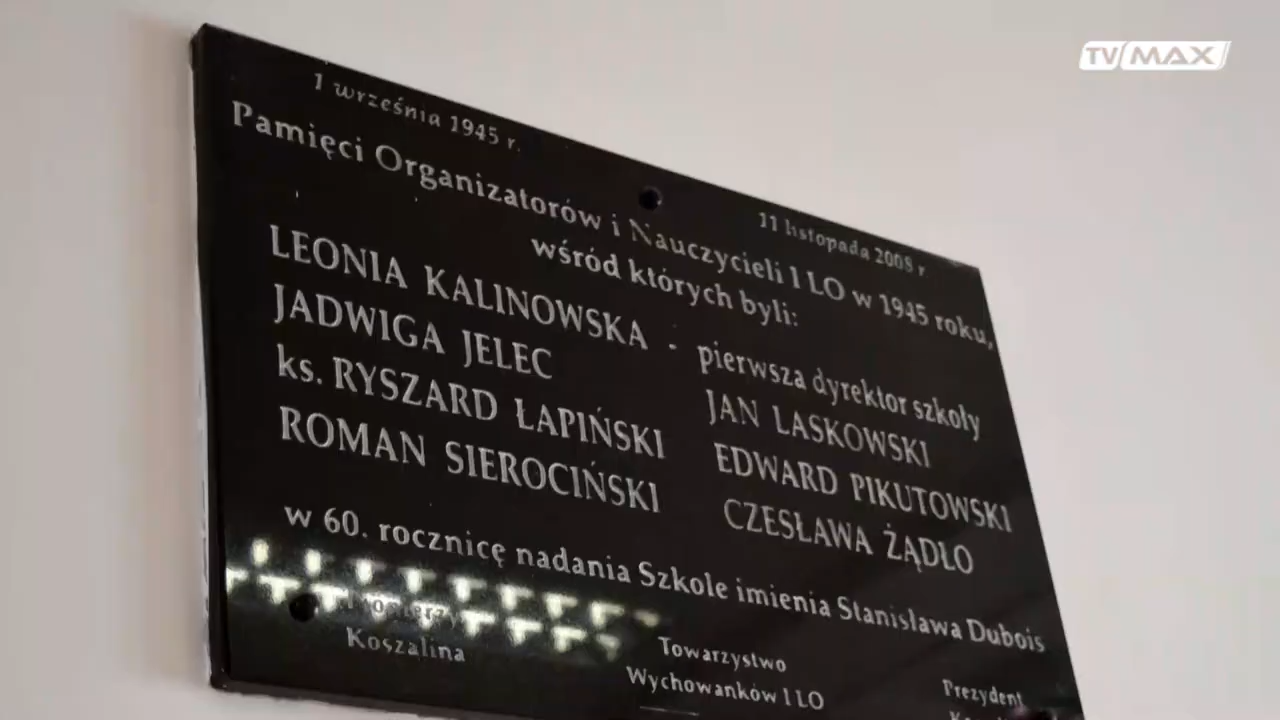 TV MAX
1 września 1945 r.
11 listopada 2008 r
Pamięci Organizatorów i Nauczycieli I LO w 1945 roku,
wśród których byli:
LEONIA KALINOWSKA - pierwsza dyrektor szkoły
JADWIGA JELEC
JAN LASKOWSKI
ks. RYSZARD ŁAPIŃSKI
EDWARD PIKUTOWSKI
ROMAN SIEROCIŃSKI
CZESŁAWA ŻĄDŁO
w 60. rocznicę nadania Szkole imienia Stanisława Dubois
Koszalina
Towarzystwo
Wychowanków I LO
Prezydent